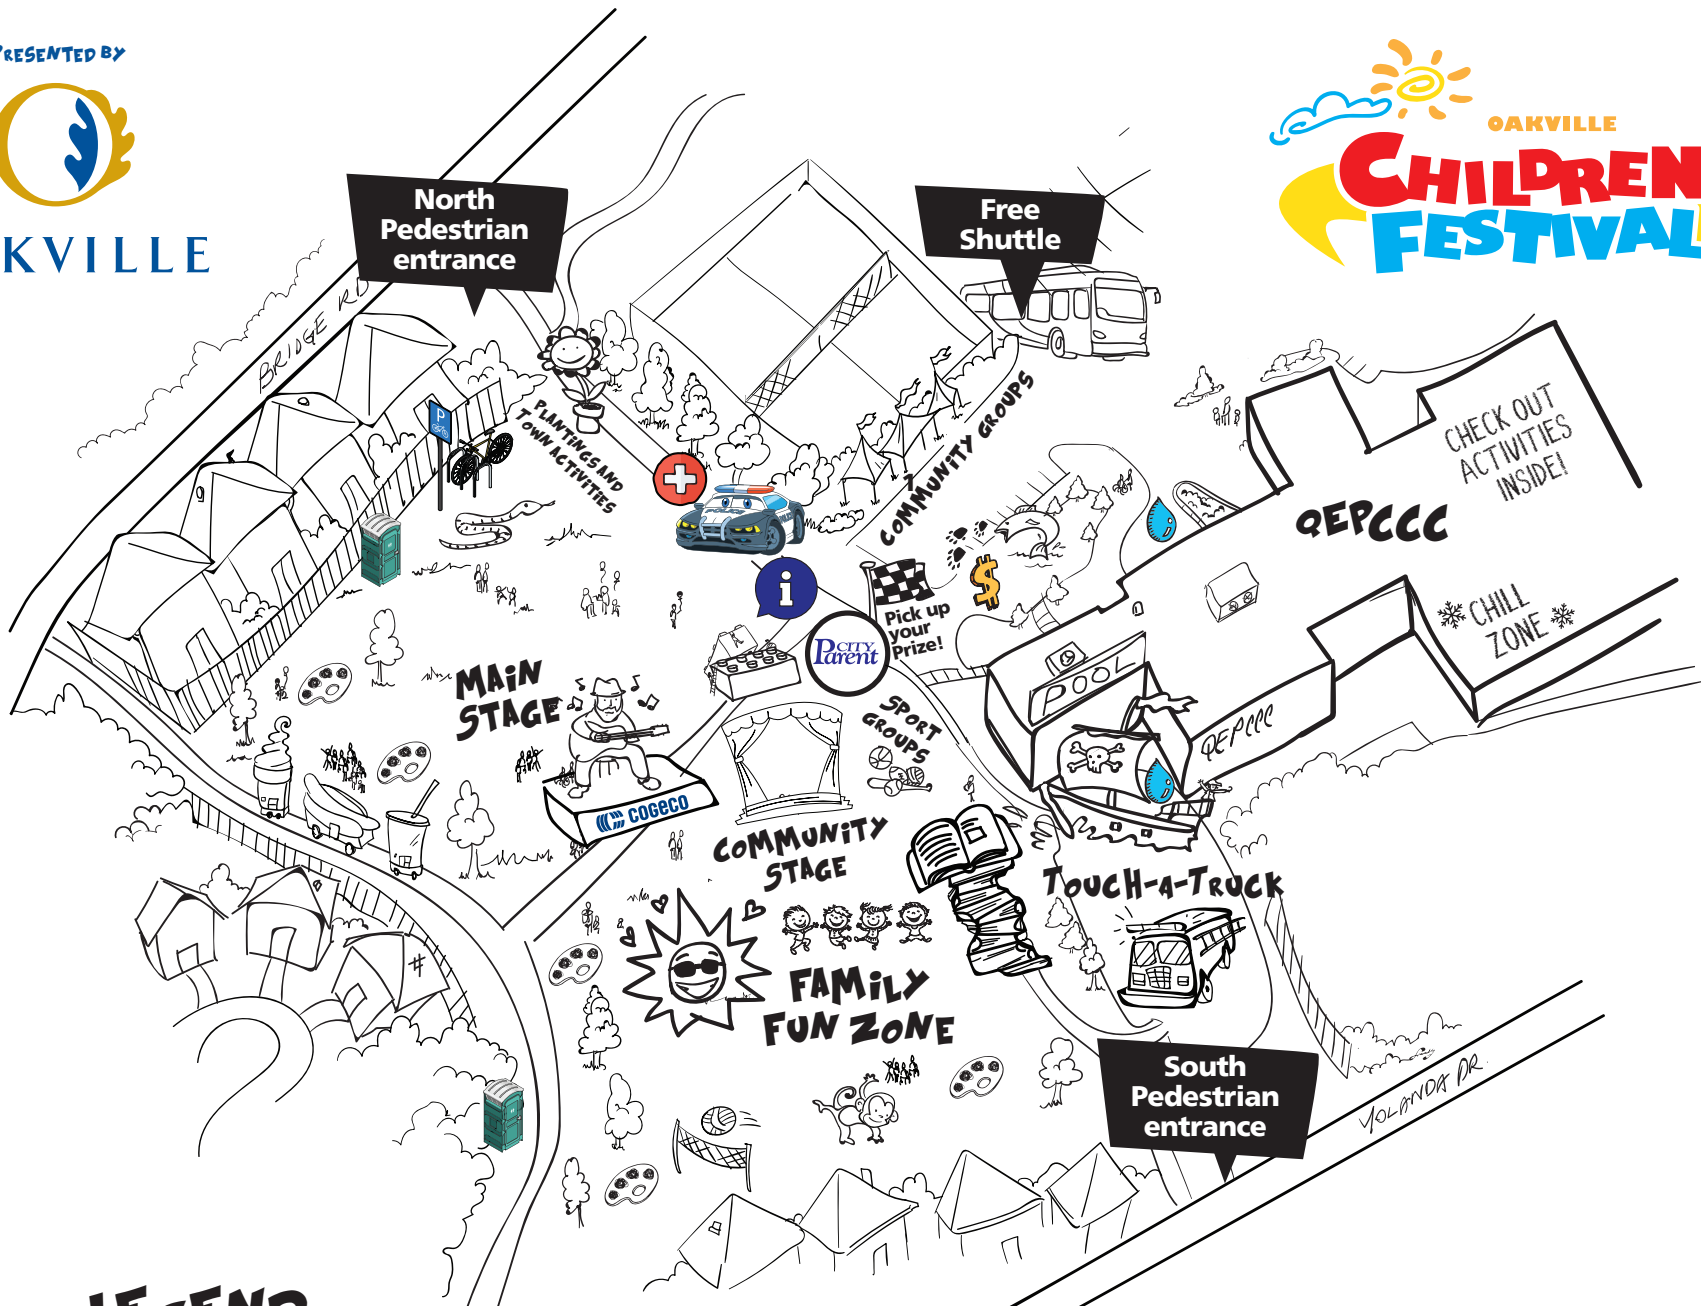 PRESENTED BY
KVILLE
OAKVILLE
CHILDREN
FESTIVAL
North
Pedestrian
entrance
Free
Shuttle
BRIDGE RD
PLANTINGS AND
TOWN ACTIVITIES
P
POLICE
COMMUNITY GROUPS
CHECK OUT
ACTIVITIES
INSIDE!
QEPCCC
CHILL
ZONE
i
$
Pick up
your
Prize!
CITY
Parent
POOL
QEPCCC
MAIN
STAGE
SPORT
GROUPS
COGECO
COMMUNITY
STAGE
TOUCH-A-TRUCK
FAMILY
FUN ZONE
South
Pedestrian
entrance
YOLANDA DR.
LEGEND